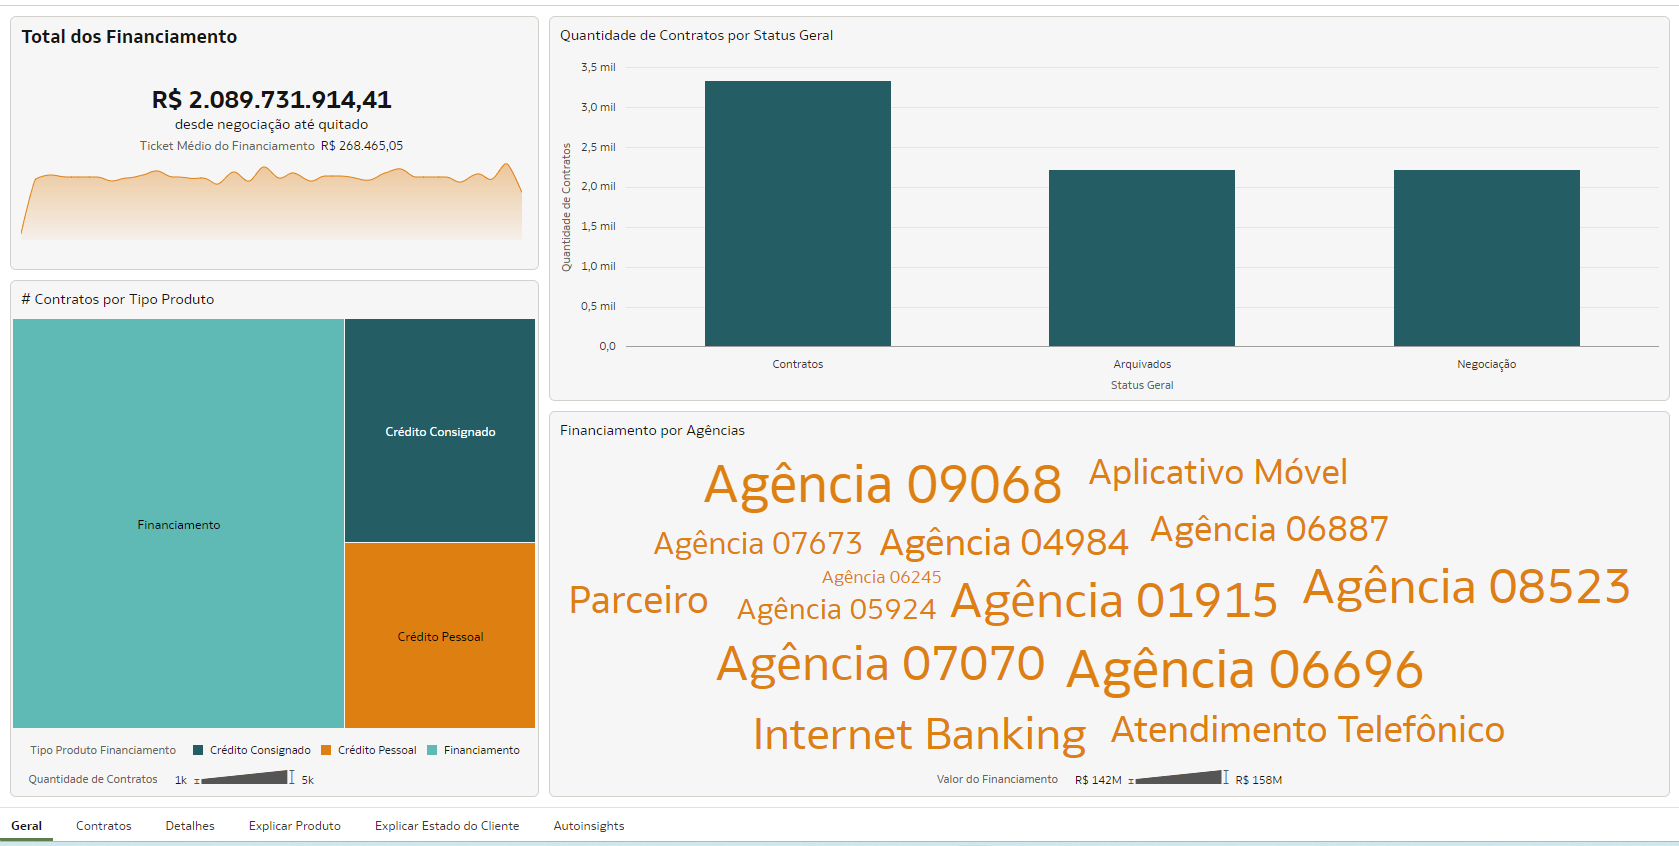 Total dos Financiamento
R$ 2.089.731.914,41
desde negociação até quitado
Ticket Médio do Financiamento R$ 268.465,05
# Contratos por Tipo Produto
Financiamento
Crédito Consignado
Crédito Pessoal
Tipo Produto Financiamento Crédito Consignado Crédito Pessoal Financiamento
Quantidade de Contratos 1k 5k
Quantidade de Contratos por Status Geral
Quantidade de Contratos
3,5 mil
3,0 mil
2,5 mil
2,0 mil
1,5 mil
1,0 mil
0,5 mil
0,0
Contratos Arquivados Negociação
Status Geral
Financiamento por Agências
Agência 09068 Aplicativo Móvel
Agência 07673 Agência 04984 Agência 06887
Agência 06245
Parceiro Agência 05924 Agência 01915 Agência 08523
Agência 07070 Agência 06696
Internet Banking Atendimento Telefônico
Valor do Financiamento R$ 142M R$ 158M
Geral Contratos Detalhes Explicar Produto Explicar Estado do Cliente Autoinsights